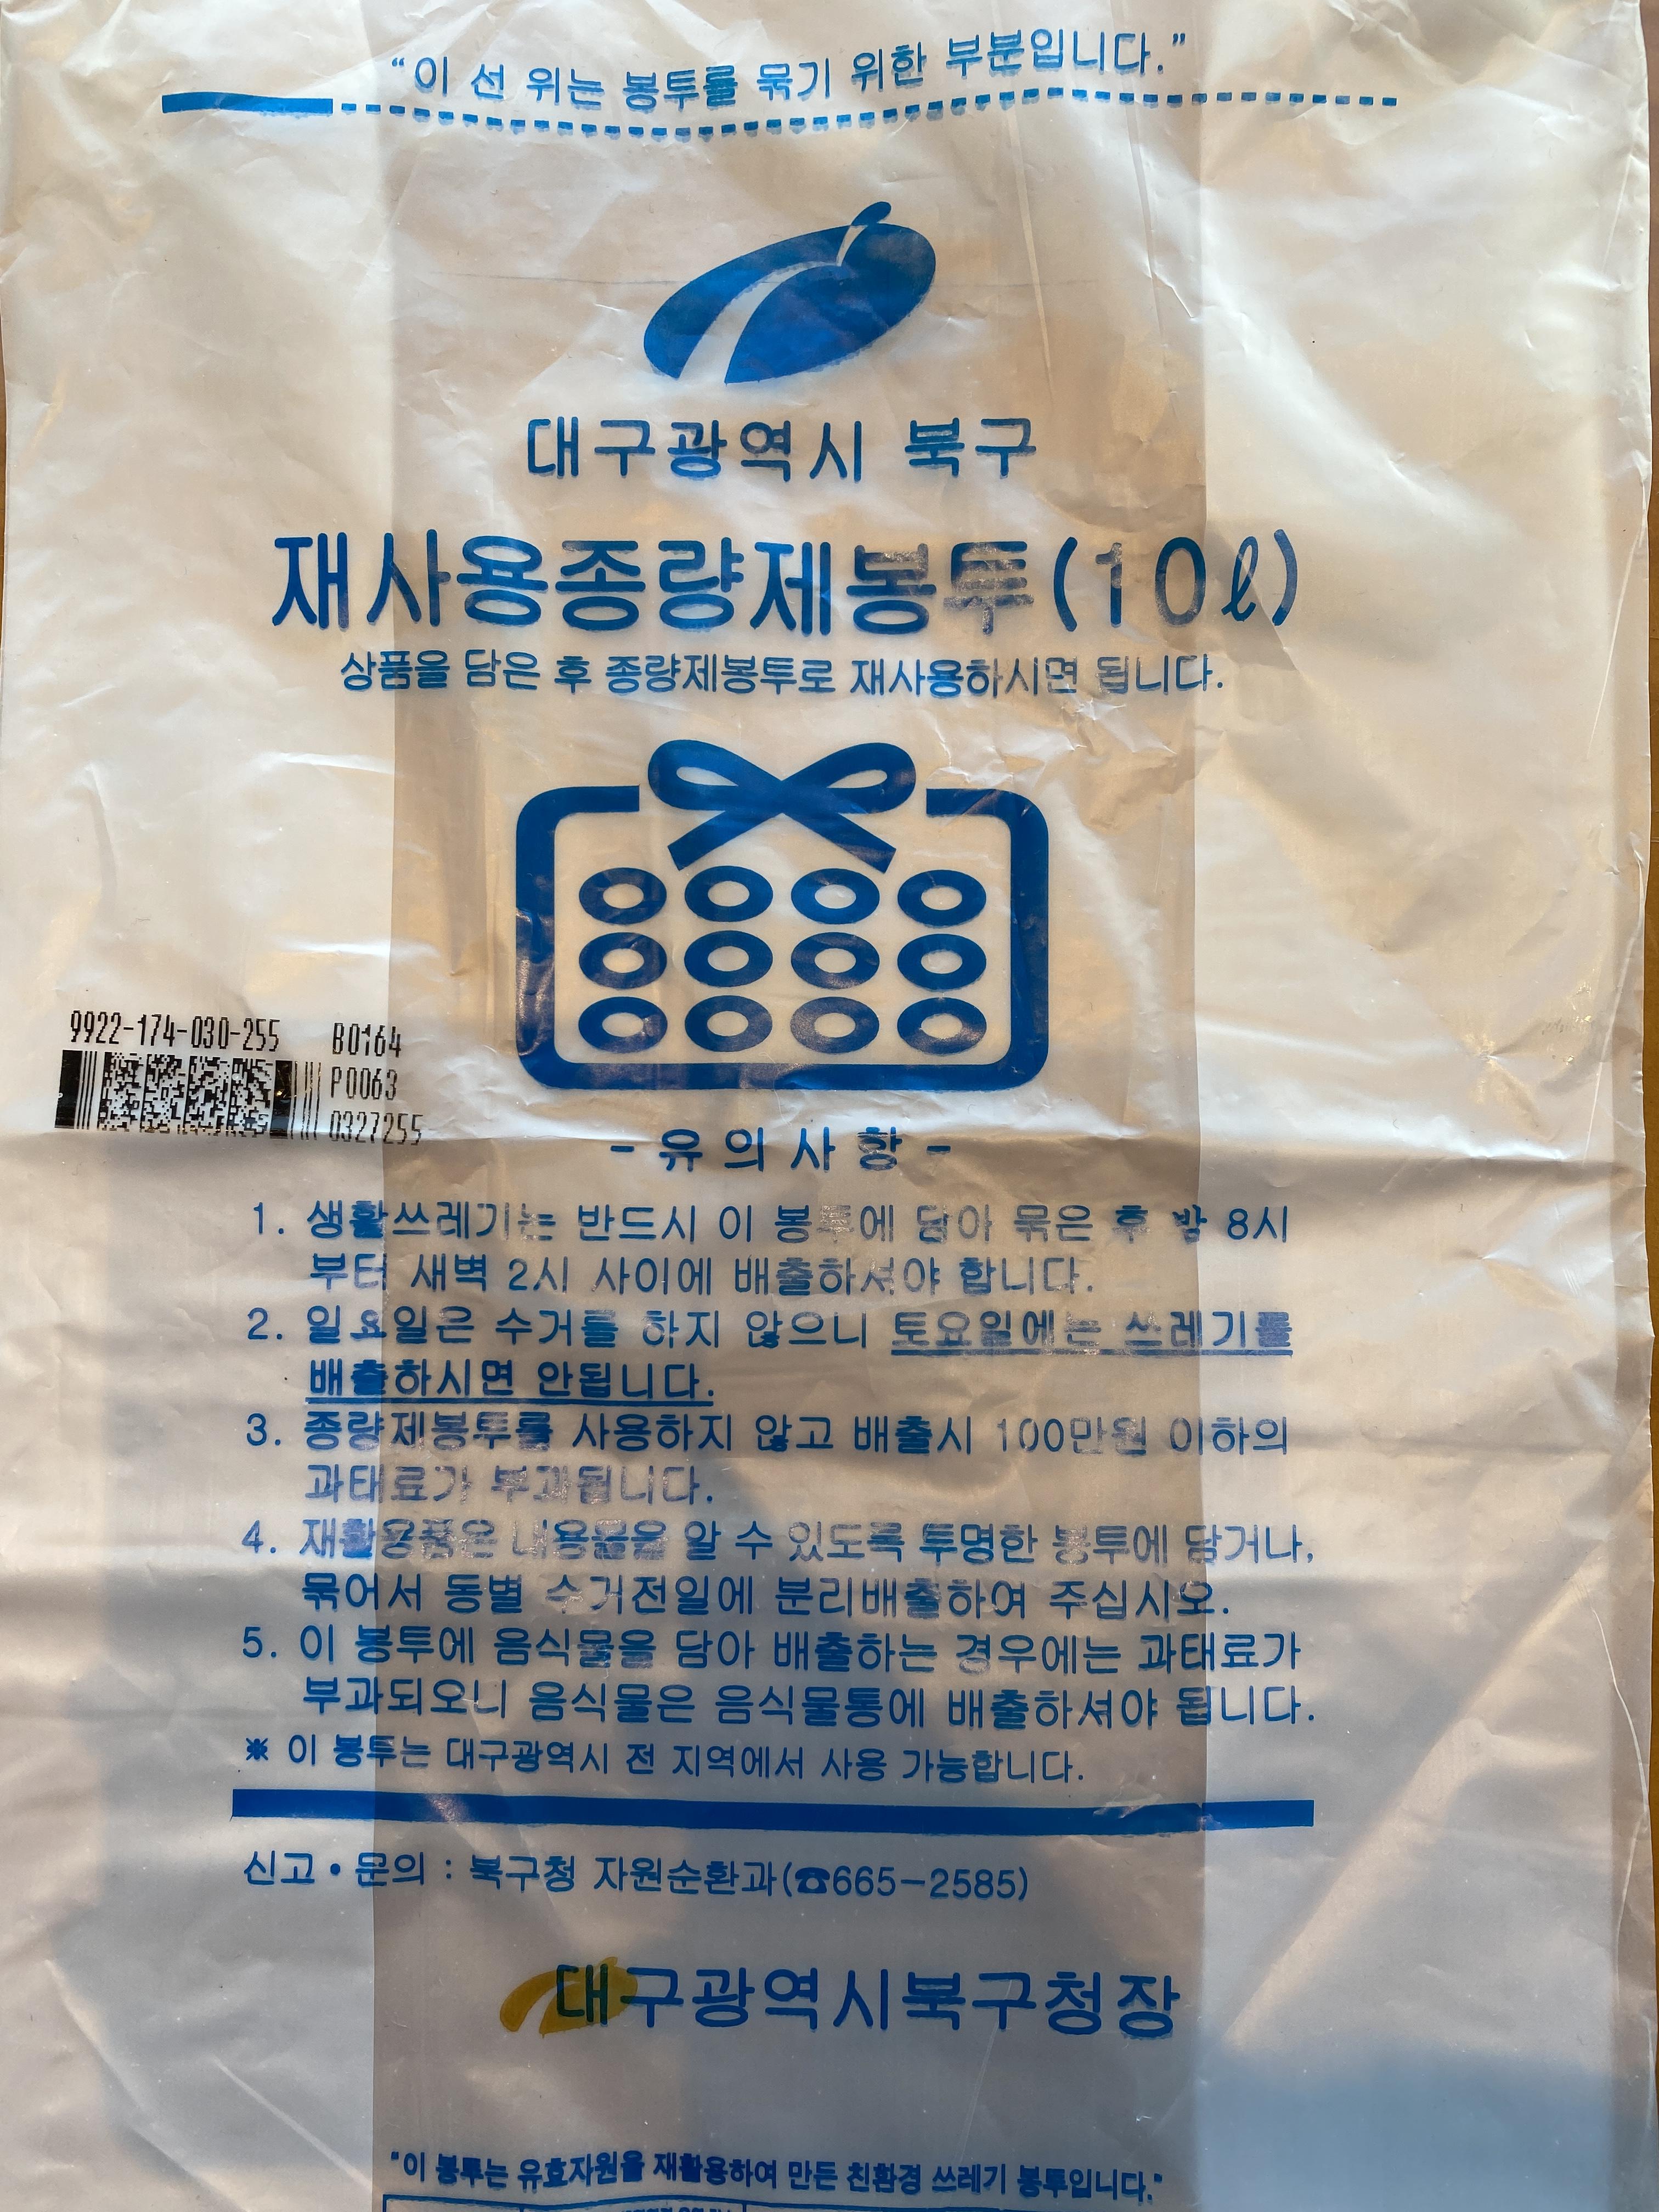 “이 선 위는 봉투를 묶기 위한 부분입니다.”
대구광역시 북구
재사용종량제봉투(10ℓ)
상품을 담은 후 종량제봉투로 재사용하시면 됩니다.
9922-174-030-255 B0164
P0063
0327255
- 유의사항 -
1. 생활쓰레기는 반드시 이 봉투에 담아 묶은 후 밤 8시
부터 새벽 2시 사이에 배출하셔야 합니다.
2. 일요일은 수거를 하지 않으니 토요일에는 쓰레기를
배출하시면 안됩니다.
3. 종량제봉투를 사용하지 않고 배출시 100만원 이하의
과태료가 부과됩니다.
4. 재활용품은 내용물을 알 수 있도록 투명한 봉투에 담거나,
묶어서 동별 수거전일에 분리배출하여 주십시오.
5. 이 봉투에 음식물을 담아 배출하는 경우에는 과태료가
부과되오니 음식물은 음식물통에 배출하셔야 됩니다.
※ 이 봉투는 대구광역시 전 지역에서 사용 가능합니다.
신고•문의 : 북구청 자원순환과(☎665-2585)
대구광역시북구청장
“이 봉투는 유효자원을 재활용하여 만든 친환경 쓰레기 봉투입니다.”